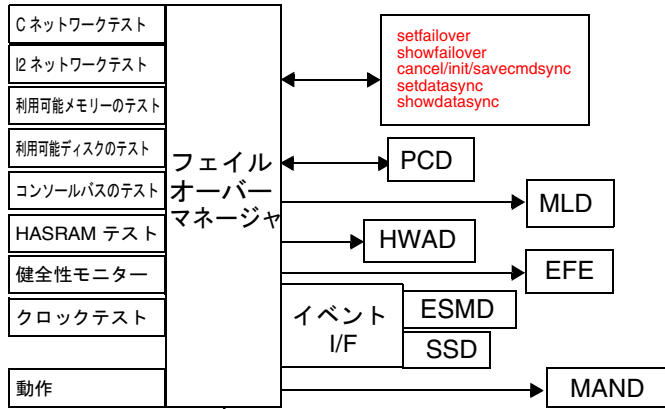 C ネットワークテスト
I2 ネットワークテスト
利用可能メモリーのテスト
利用可能ディスクのテスト
コンソールバスのテスト
HASRAM テスト
健全性モニター
クロックテスト
動作
フェイル
オーバー
マネージャ
setfailover
showfailover
cancel/init/savecmdsync
setdatasync
showdatasync
PCD
MLD
HWAD
EFE
イベント
I/F
ESMD
SSD
MAND